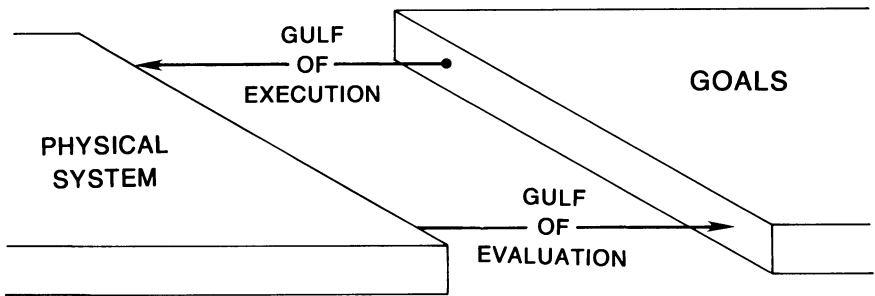 GULF
OF
EXECUTION
GOALS
PHYSICAL
SYSTEM
GULF
OF
EVALUATION